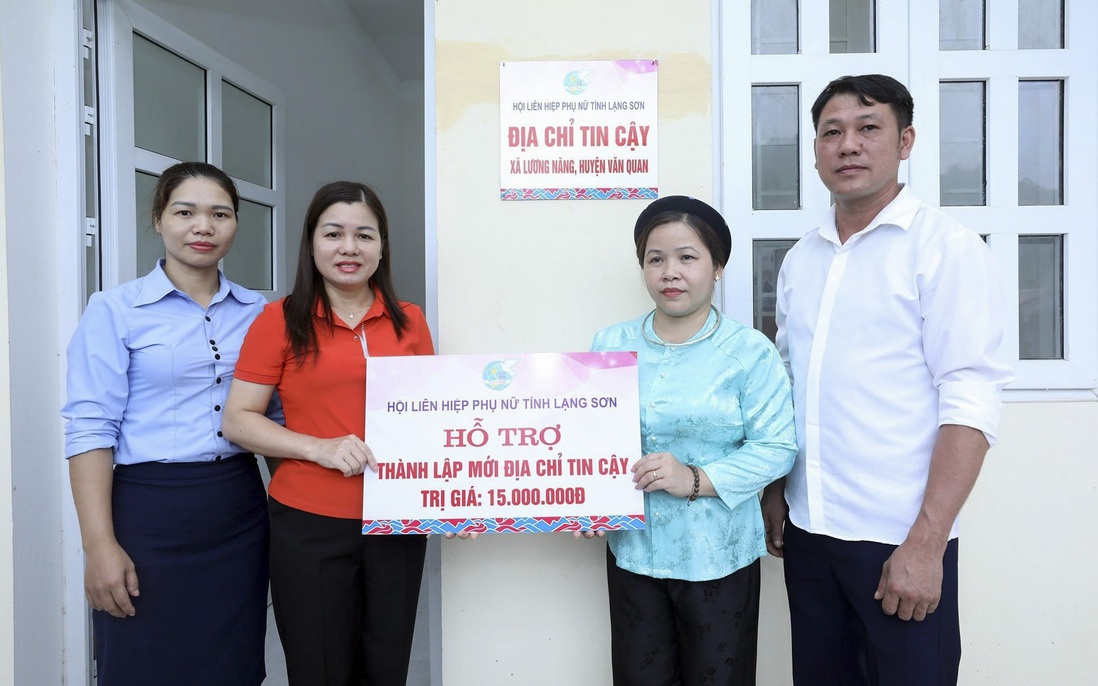 HỘI LIÊN HIỆP PHỤ NỮ TỈNH LẠNG SƠN
ĐỊA CHỈ TIN CẬY
XÃ LƯƠNG NĂNG, HUYỆN VĂN QUAN
HỘI LIÊN HIỆP PHỤ NỮ TỈNH LẠNG SƠN
HỖ TRỢ
THÀNH LẬP MỚI ĐỊA CHỈ TIN CẬY
TRỊ GIÁ: 15.000.000Đ